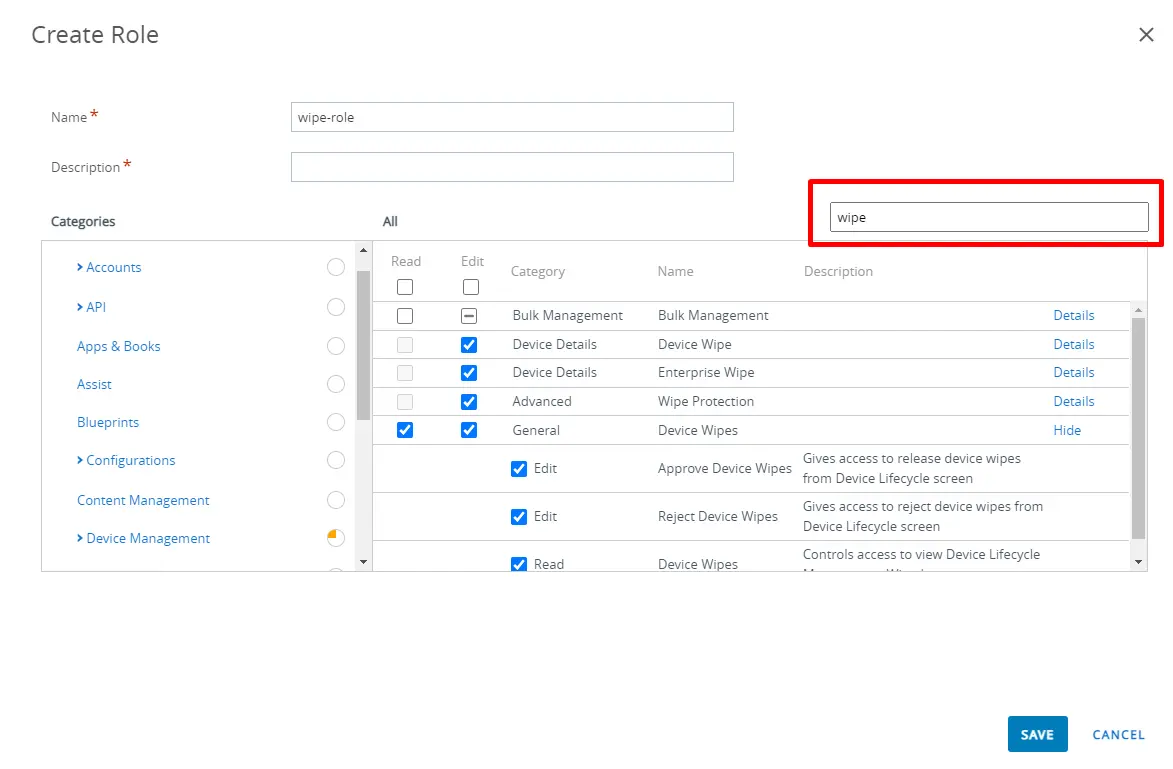 Create Role
Name *
wipe-role
Description *
Categories
All
wipe
Accounts
API
Apps & Books
Assist
Blueprints
Configurations
Content Management
Device Management
Read Edit Category Name Description
Bulk Management Bulk Management Details
Device Details Device Wipe Details
Device Details Enterprise Wipe Details
Advanced Wipe Protection Details
General Device Wipes Hide
Edit Approve Device Wipes Gives access to release device wipes
from Device Lifecycle screen
Edit Reject Device Wipes Gives access to reject device wipes from
Device Lifecycle screen
Read Device Wipes Controls access to view Device Lifecycle
SAVE CANCEL